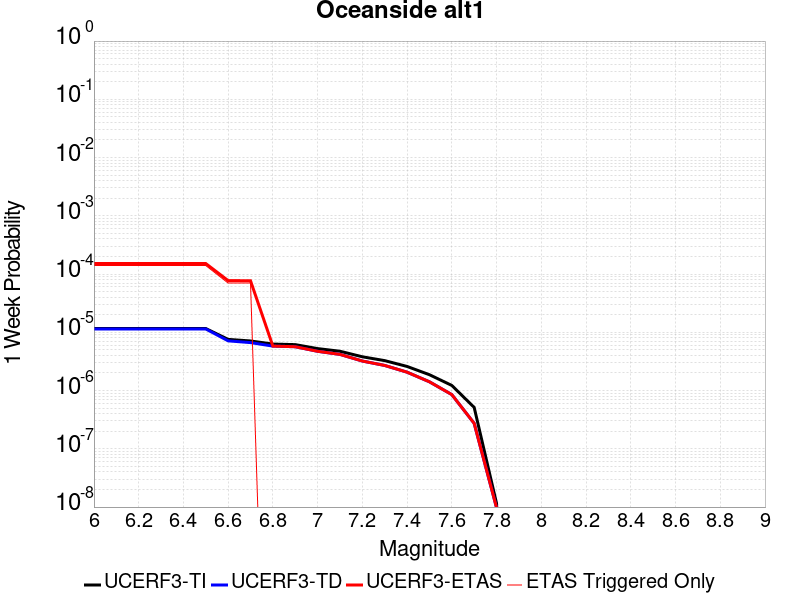 Oceanside alt1
10^0
10^-1
10^-2
10^-3
10^-4
10^-5
10^-6
10^-7
10^-8
1 Week Probability
6 6.2 6.4 6.6 6.8 7 7.2 7.4 7.6 7.8 8 8.2 8.4 8.6 8.8 9
Magnitude
UCERF3-TI UCERF3-TD UCERF3-ETAS ETAS Triggered Only